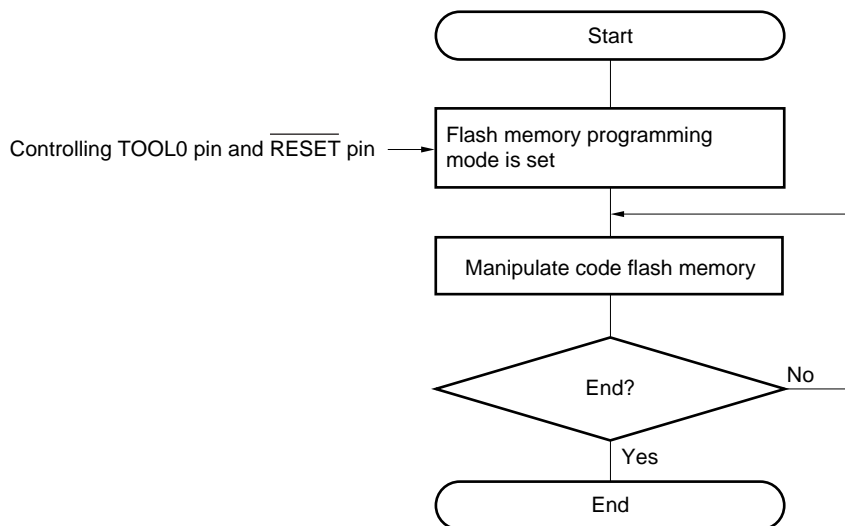 Start
Controlling TOOL0 pin and RESET pin
Flash memory programming
mode is set
Manipulate code flash memory
End?
No
Yes
End